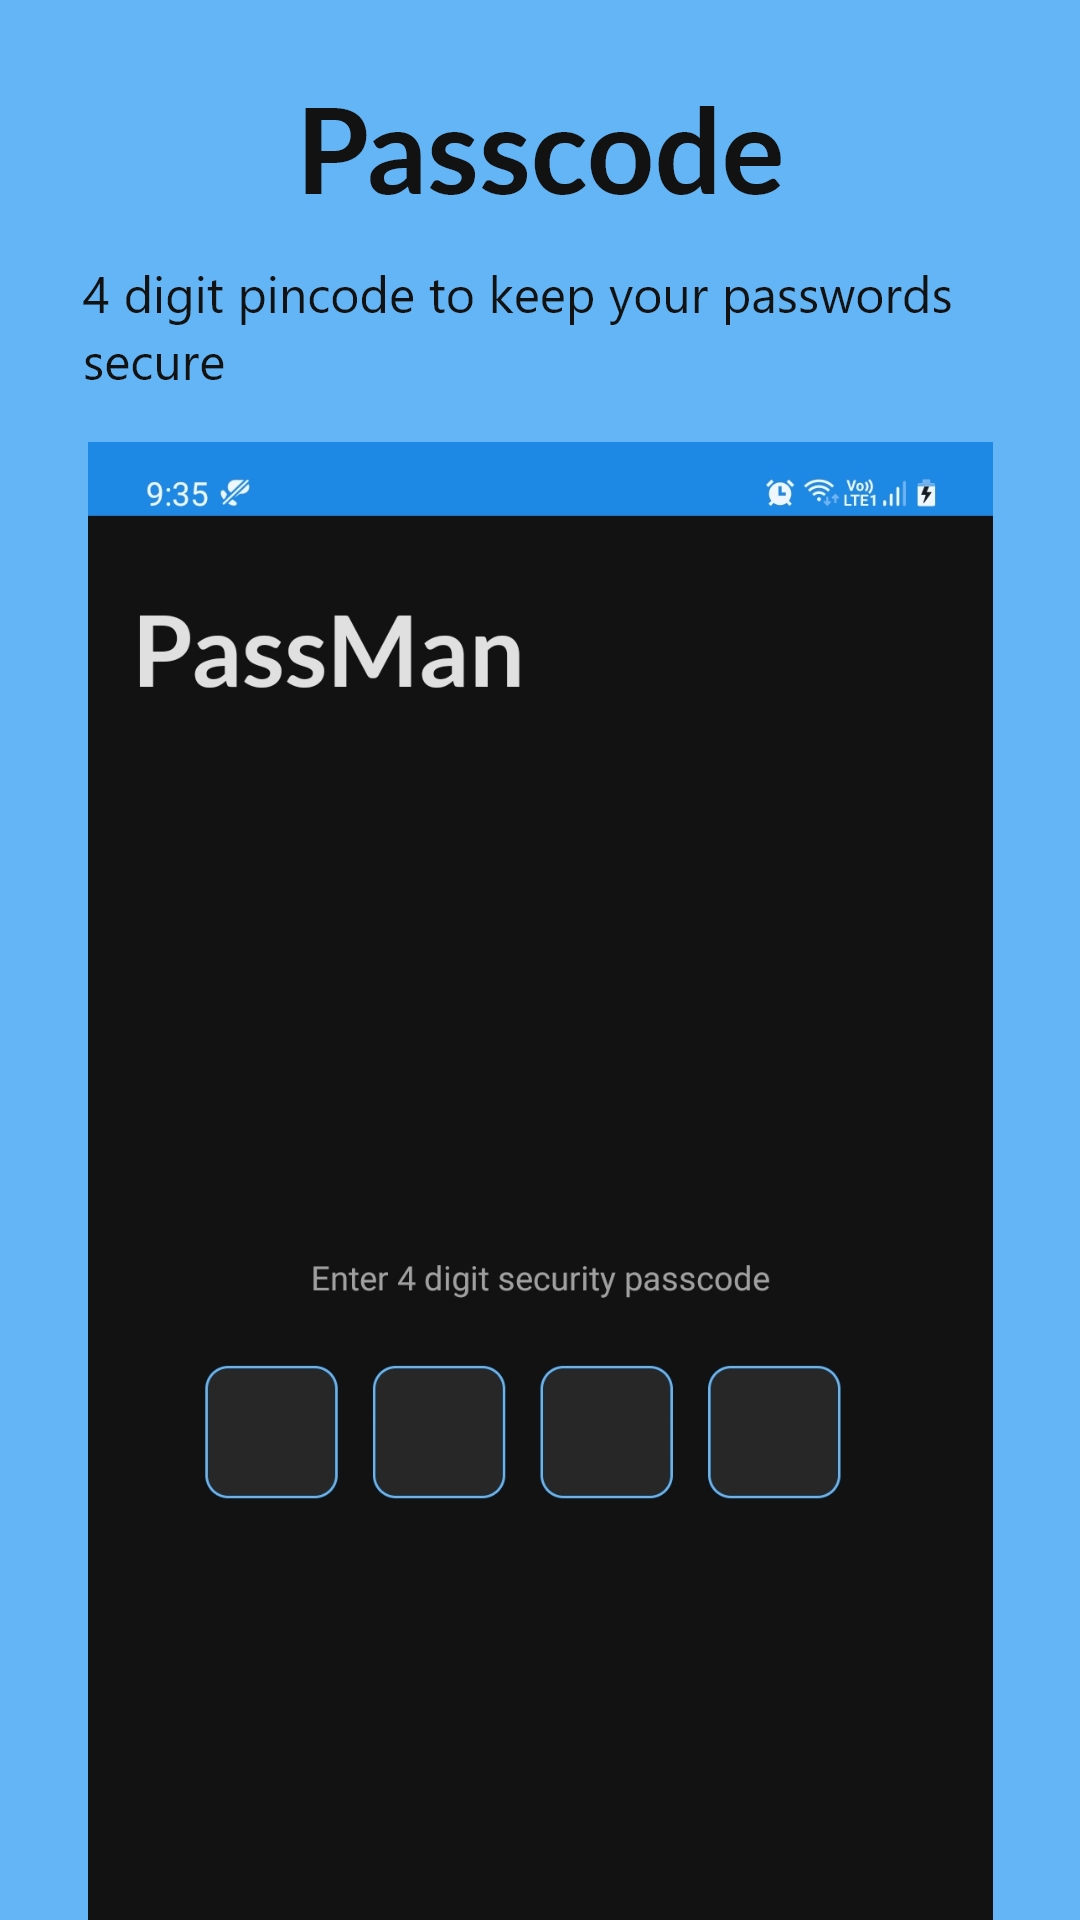 Passcode
4 digit pincode to keep your passwords
secure
9:35 Vo))
LTE1
PassMan
Enter 4 digit security passcode